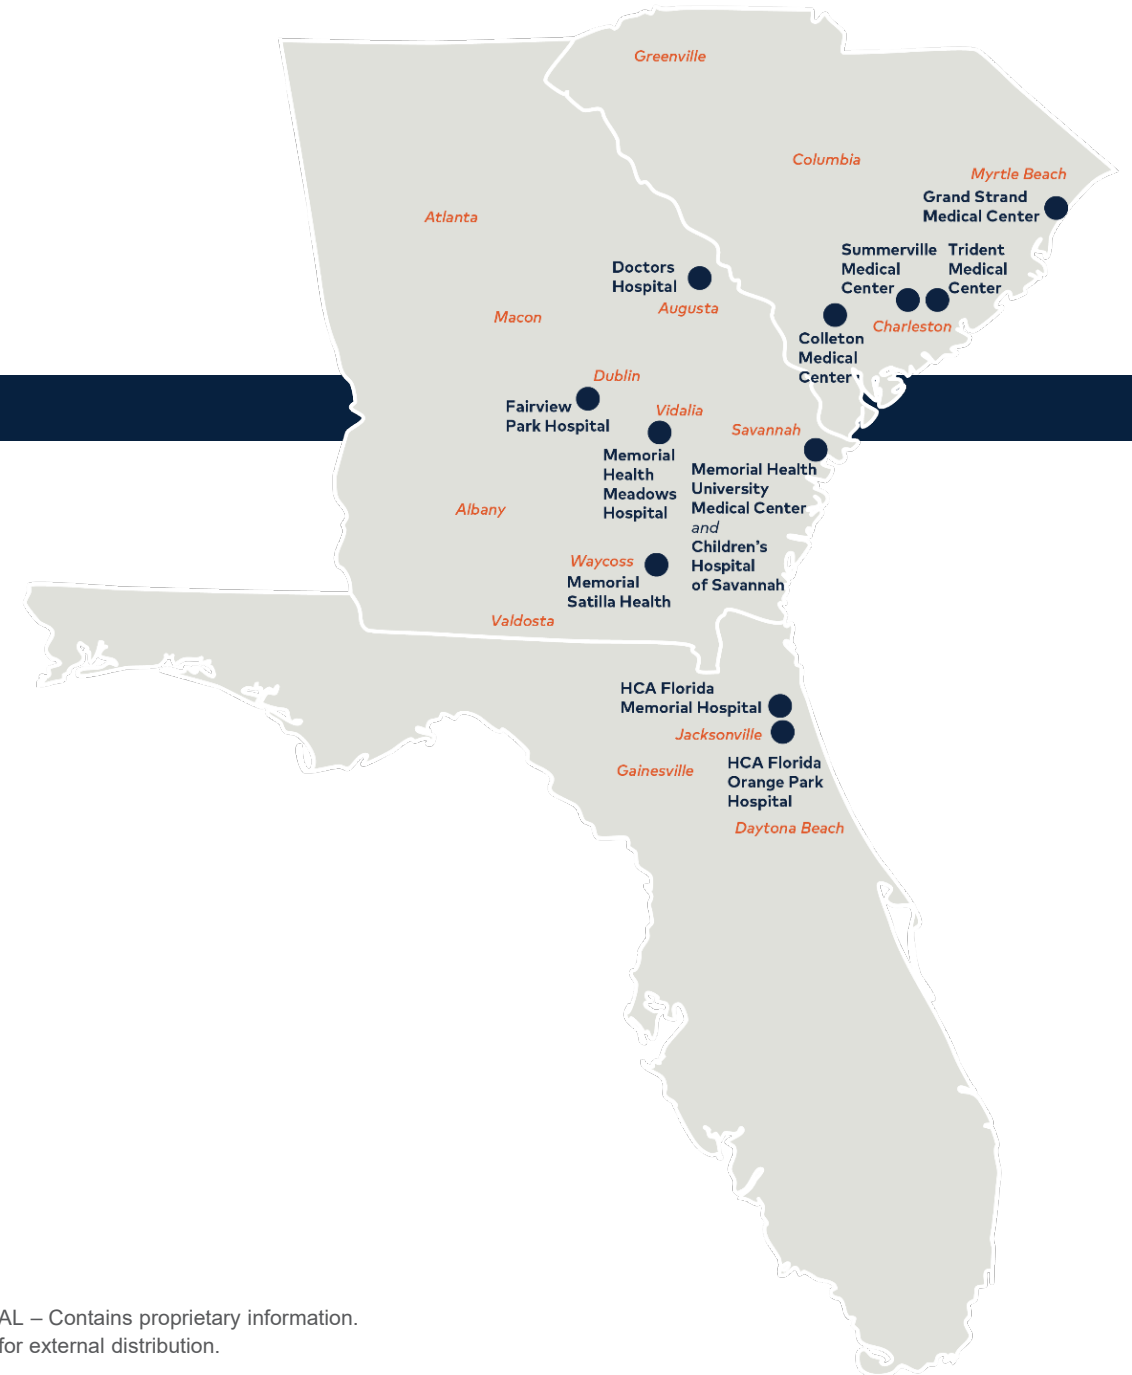 Greenville
Columbia
Myrtle Beach
Grand Strand
Medical Center
Atlanta
Summerville
Medical
Center
Trident
Medical
Center
Doctors
Hospital
Augusta
Macon
Charleston
Colleton
Medical
Center
Dublin
Fairview
Park Hospital
Vidalia
Memorial
Health
Meadows
Hospital
Savannah
Memorial Health
University
Medical Center
and
Children's
Hospital
of Savannah
Albany
Waycoss
Memorial
Satilla Health
Valdosta
HCA Florida
Memorial Hospital
Jacksonville
Gainesville
HCA Florida
Orange Park
Hospital
Daytona Beach
AL – Contains proprietary information.
for external distribution.